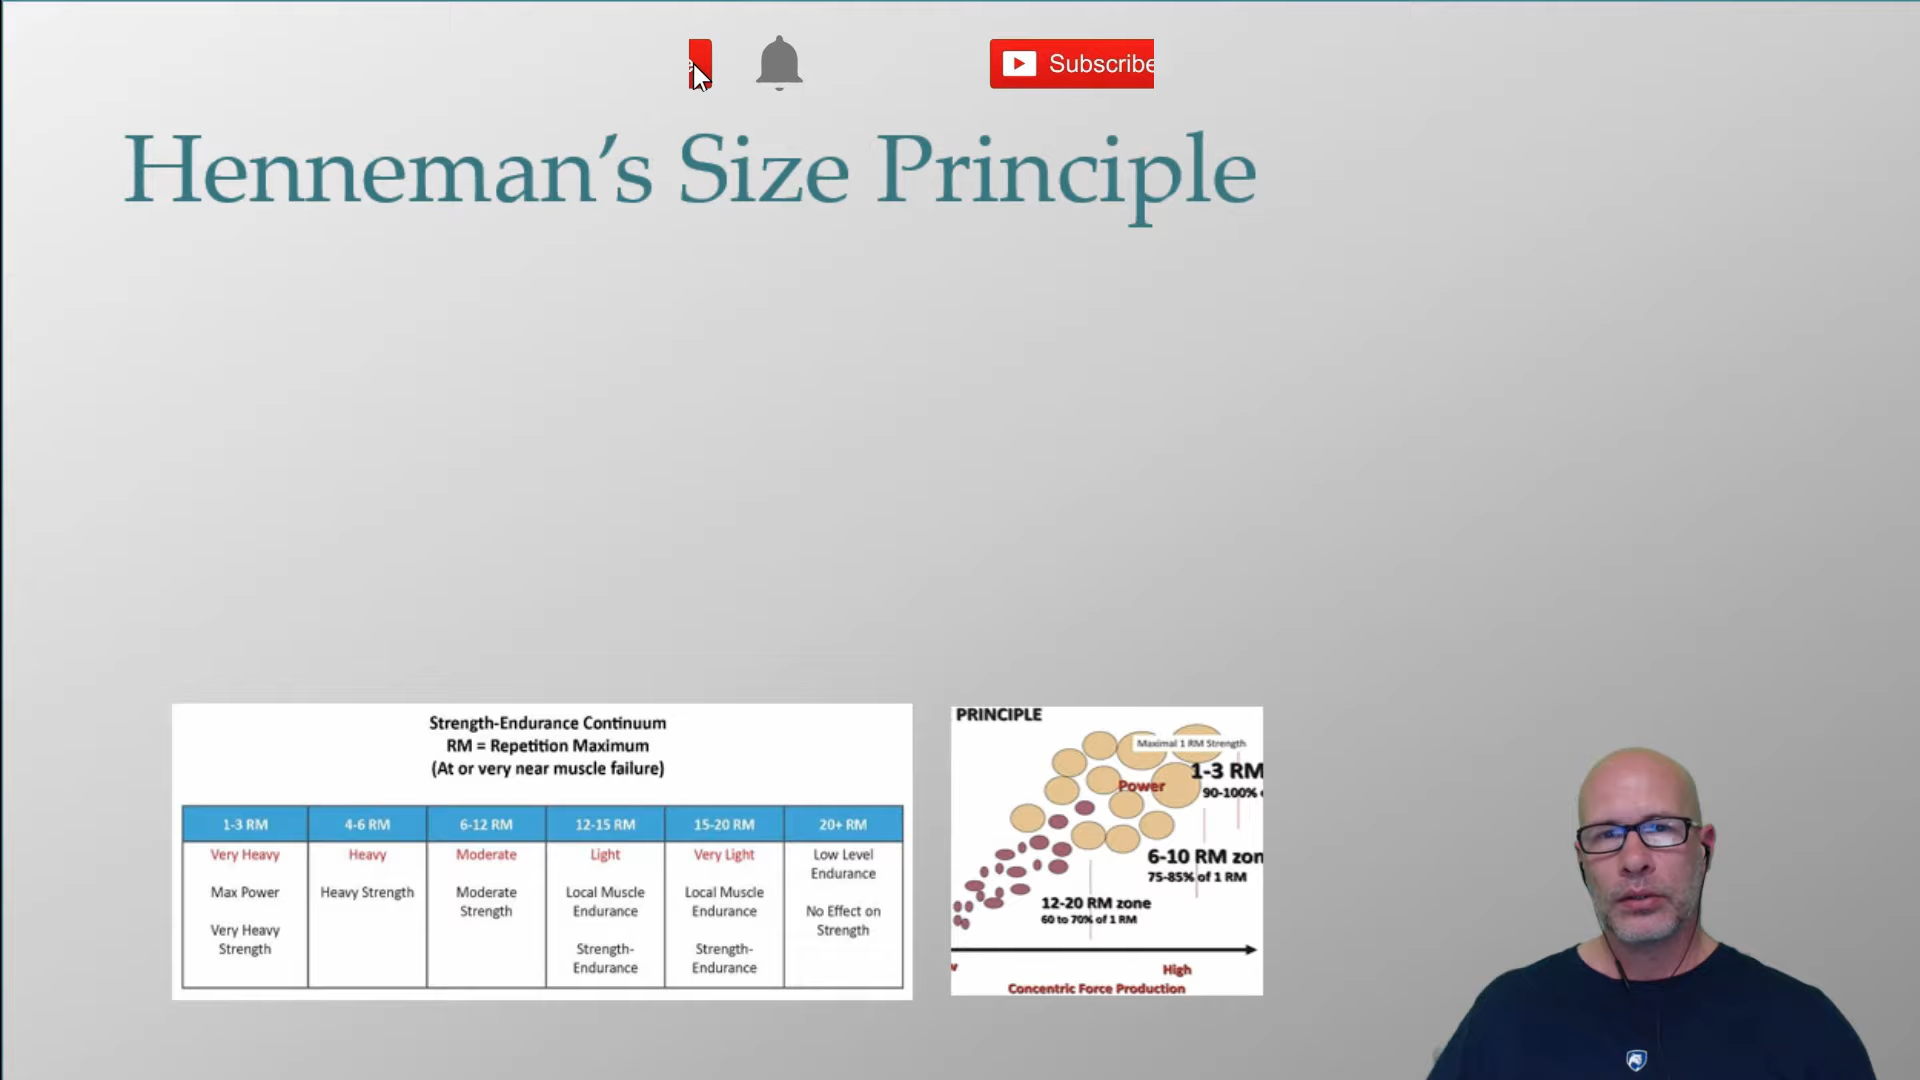 Subscribe
Henneman’s Size Principle
Strength-Endurance Continuum
RM = Repetition Maximum
(At or very near muscle failure)
1-3 RM 4-6 RM 6-12 RM 12-15 RM 15-20 RM 20+ RM
Very Heavy Heavy Moderate Light Very Light Low Level
Endurance
Max Power Heavy Strength Moderate Local Muscle Local Muscle
Strength Endurance Endurance No Effect on
Very Heavy Strength
Strength Strength- Strength-
Endurance Endurance
PRINCIPLE
Maximal 1 RM Strength
1-3 RM
Power
90-100%
6-10 RM zon
75-85% of 1 RM
12-20 RM zone
60 to 70% of 1 RM
High
Concentric Force Production